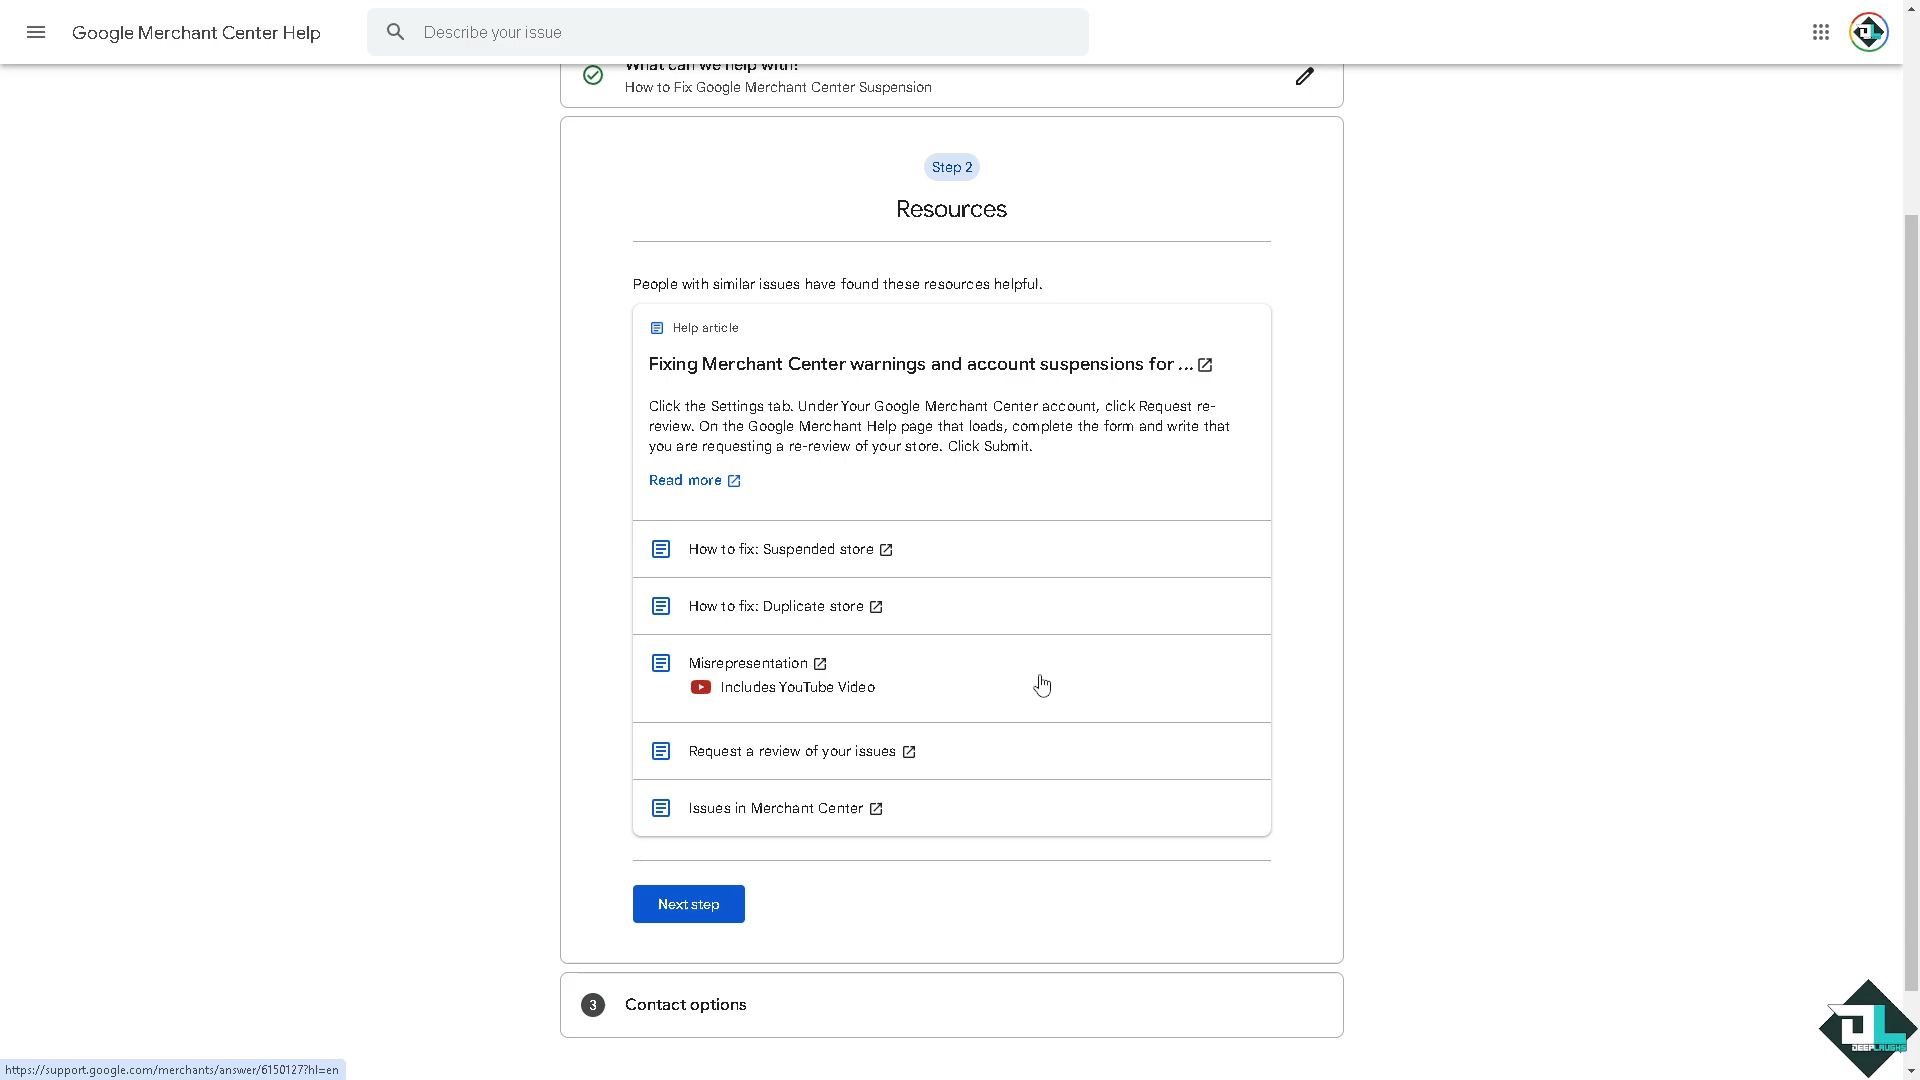 Google Merchant Center Help
Describe your issue
What can we help with?
How to Fix Google Merchant Center Suspension
Step 2
Resources
People with similar issues have found these resources helpful.
Help article
Fixing Merchant Center warnings and account suspensions for ...
Click the Settings tab. Under Your Google Merchant Center account, click Request re-
review. On the Google Merchant Help page that loads, complete the form and write that
you are requesting a re-review of your store. Click Submit.
Read more
How to fix: Suspended store
How to fix: Duplicate store
Misrepresentation
Includes YouTube Video
Request a review of your issues
Issues in Merchant Center
Next step
3 Contact options
DEEPLAUGHS
https://support.google.com/merchants/answer/6150127?hl=en